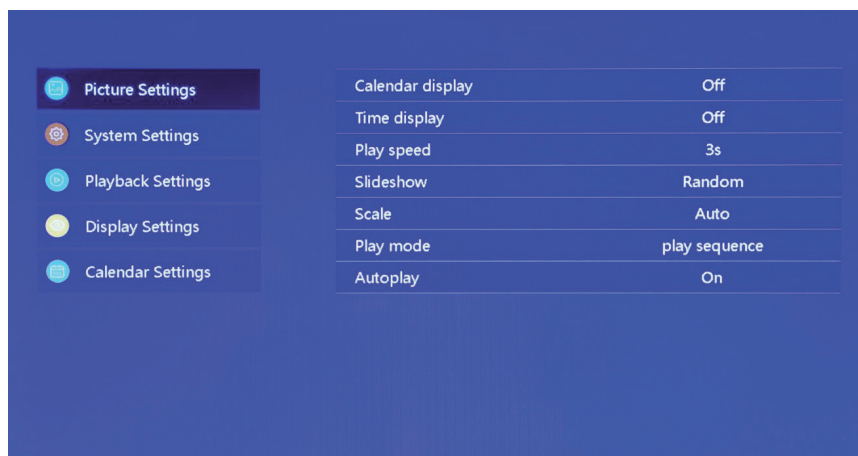 Picture Settings
System Settings
Playback Settings
Display Settings
Calendar Settings
Calendar display Off
Time display Off
Play speed 3s
Slideshow Random
Scale Auto
Play mode play sequence
Autoplay On